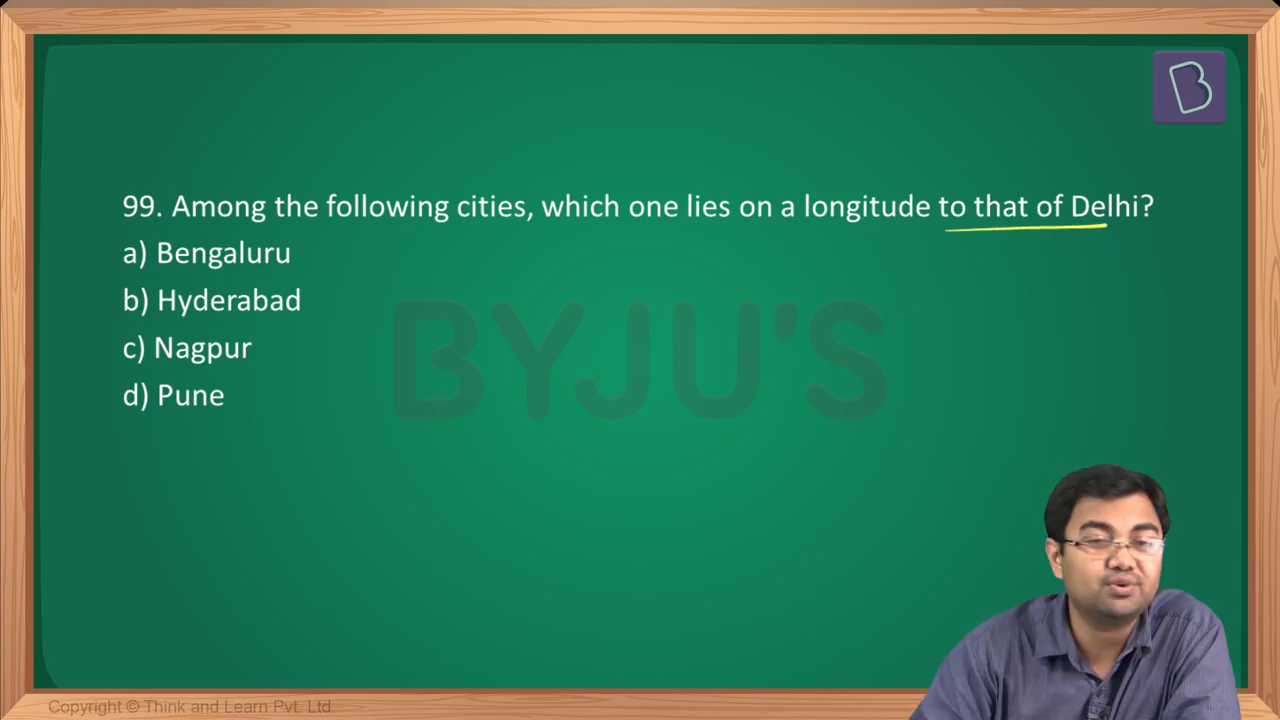 B
99. Among the following cities, which one lies on a longitude to that of Delhi?
a) Bengaluru
b) Hyderabad
BYJU'S
c) Nagpur
d) Pune
Copyright © Think and Learn Pvt. Ltd.